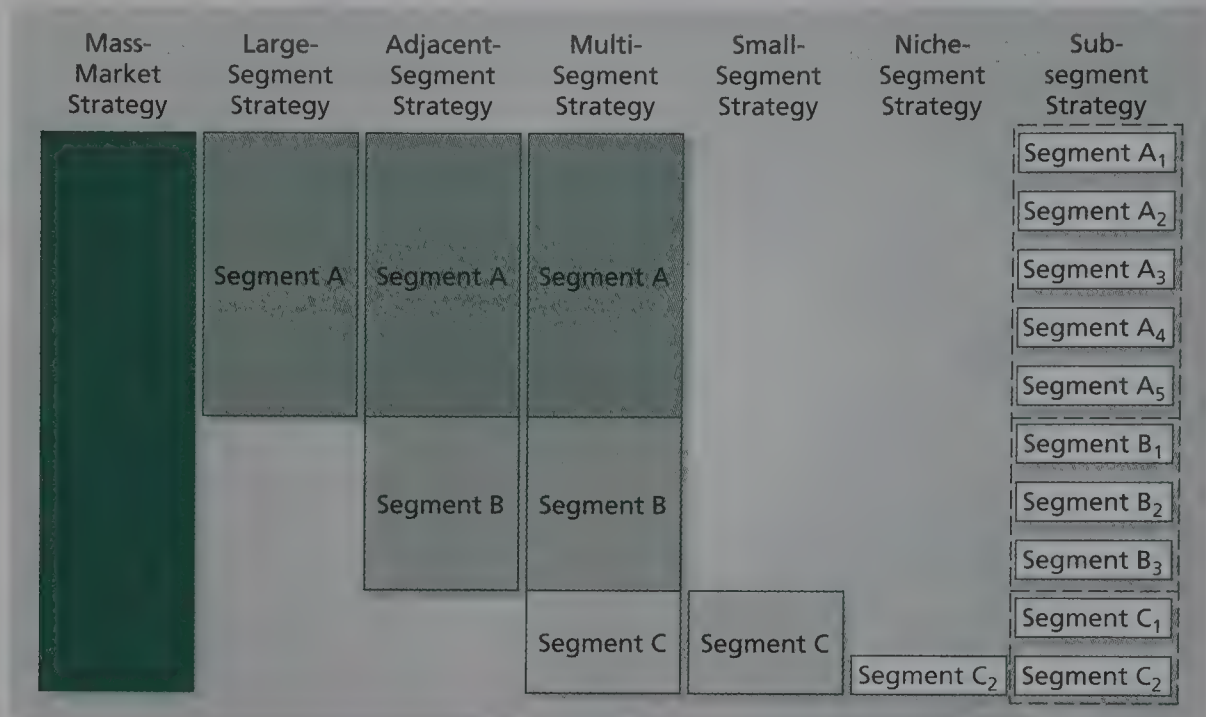 Mass-
Market
Strategy
Large-
Segment
Strategy
Adjacent-
Segment
Strategy
Multi-
Segment
Strategy
Small-
Segment
Strategy
Niche-
Segment
Strategy
Sub-
segment
Strategy
Segment A
Segment A
Segment B
Segment A
Segment B
Segment C
Segment C
Segment C₂
Segment A₁
Segment A₂
Segment A₃
Segment A₄
Segment A₅
Segment B₁
Segment B₂
Segment B₃
Segment C₁
Segment C₂